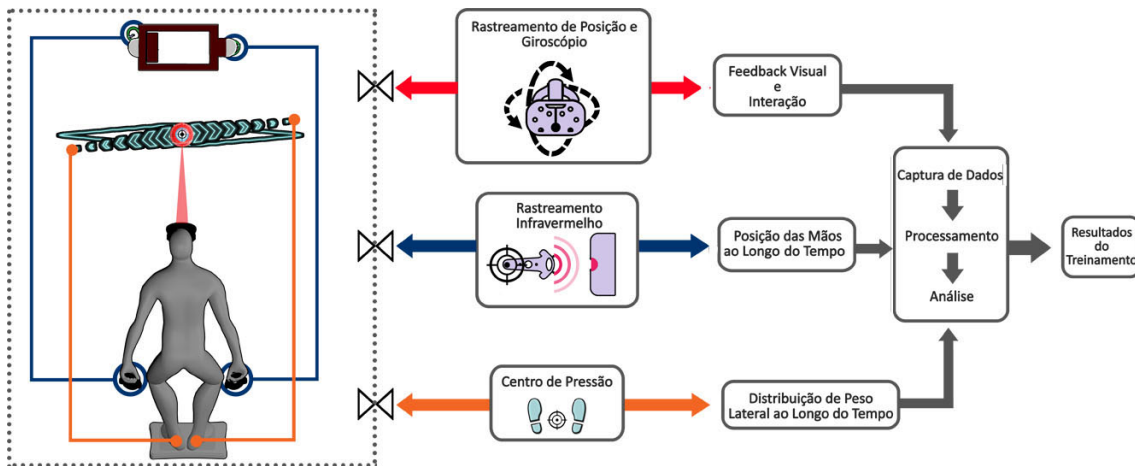 Rastreamento de Posição e
Giroscópio
Feedback Visual
e
Interação
Captura de Dados
Processamento
Análise
Resultados
do
Treinamento
Rastreamento
Infravermelho
Posição das Mãos
ao Longo do Tempo
Centro de Pressão
Distribuição de Peso
Lateral ao Longo do Tempo